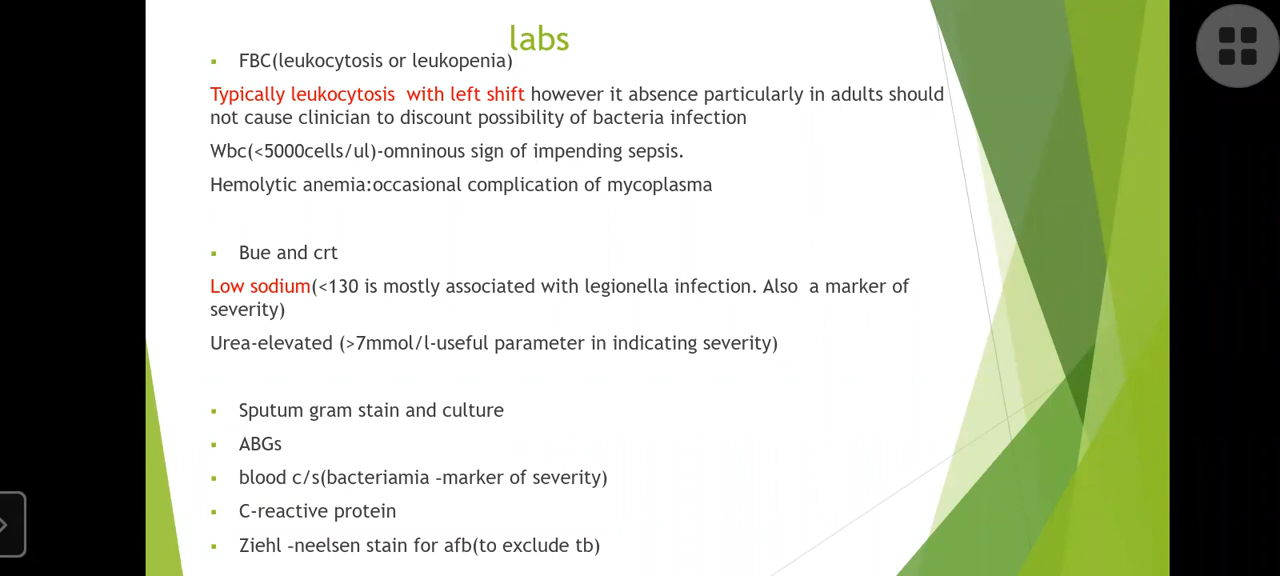 labs
▪ FBC(leukocytosis or leukopenia)
Typically leukocytosis with left shift however it absence particularly in adults should
not cause clinician to discount possibility of bacteria infection
Wbc(<5000cells/ul)-omninous sign of impending sepsis.
Hemolytic anemia:occasional complication of mycoplasma
▪ Bue and crt
Low sodium(<130 is mostly associated with legionella infection. Also a marker of
severity)
Urea-elevated (>7mmol/l-useful parameter in indicating severity)
▪ Sputum gram stain and culture
▪ ABGs
▪ blood c/s(bacteriamia -marker of severity)
▪ C-reactive protein
▪ Ziehl -neelsen stain for afb(to exclude tb)